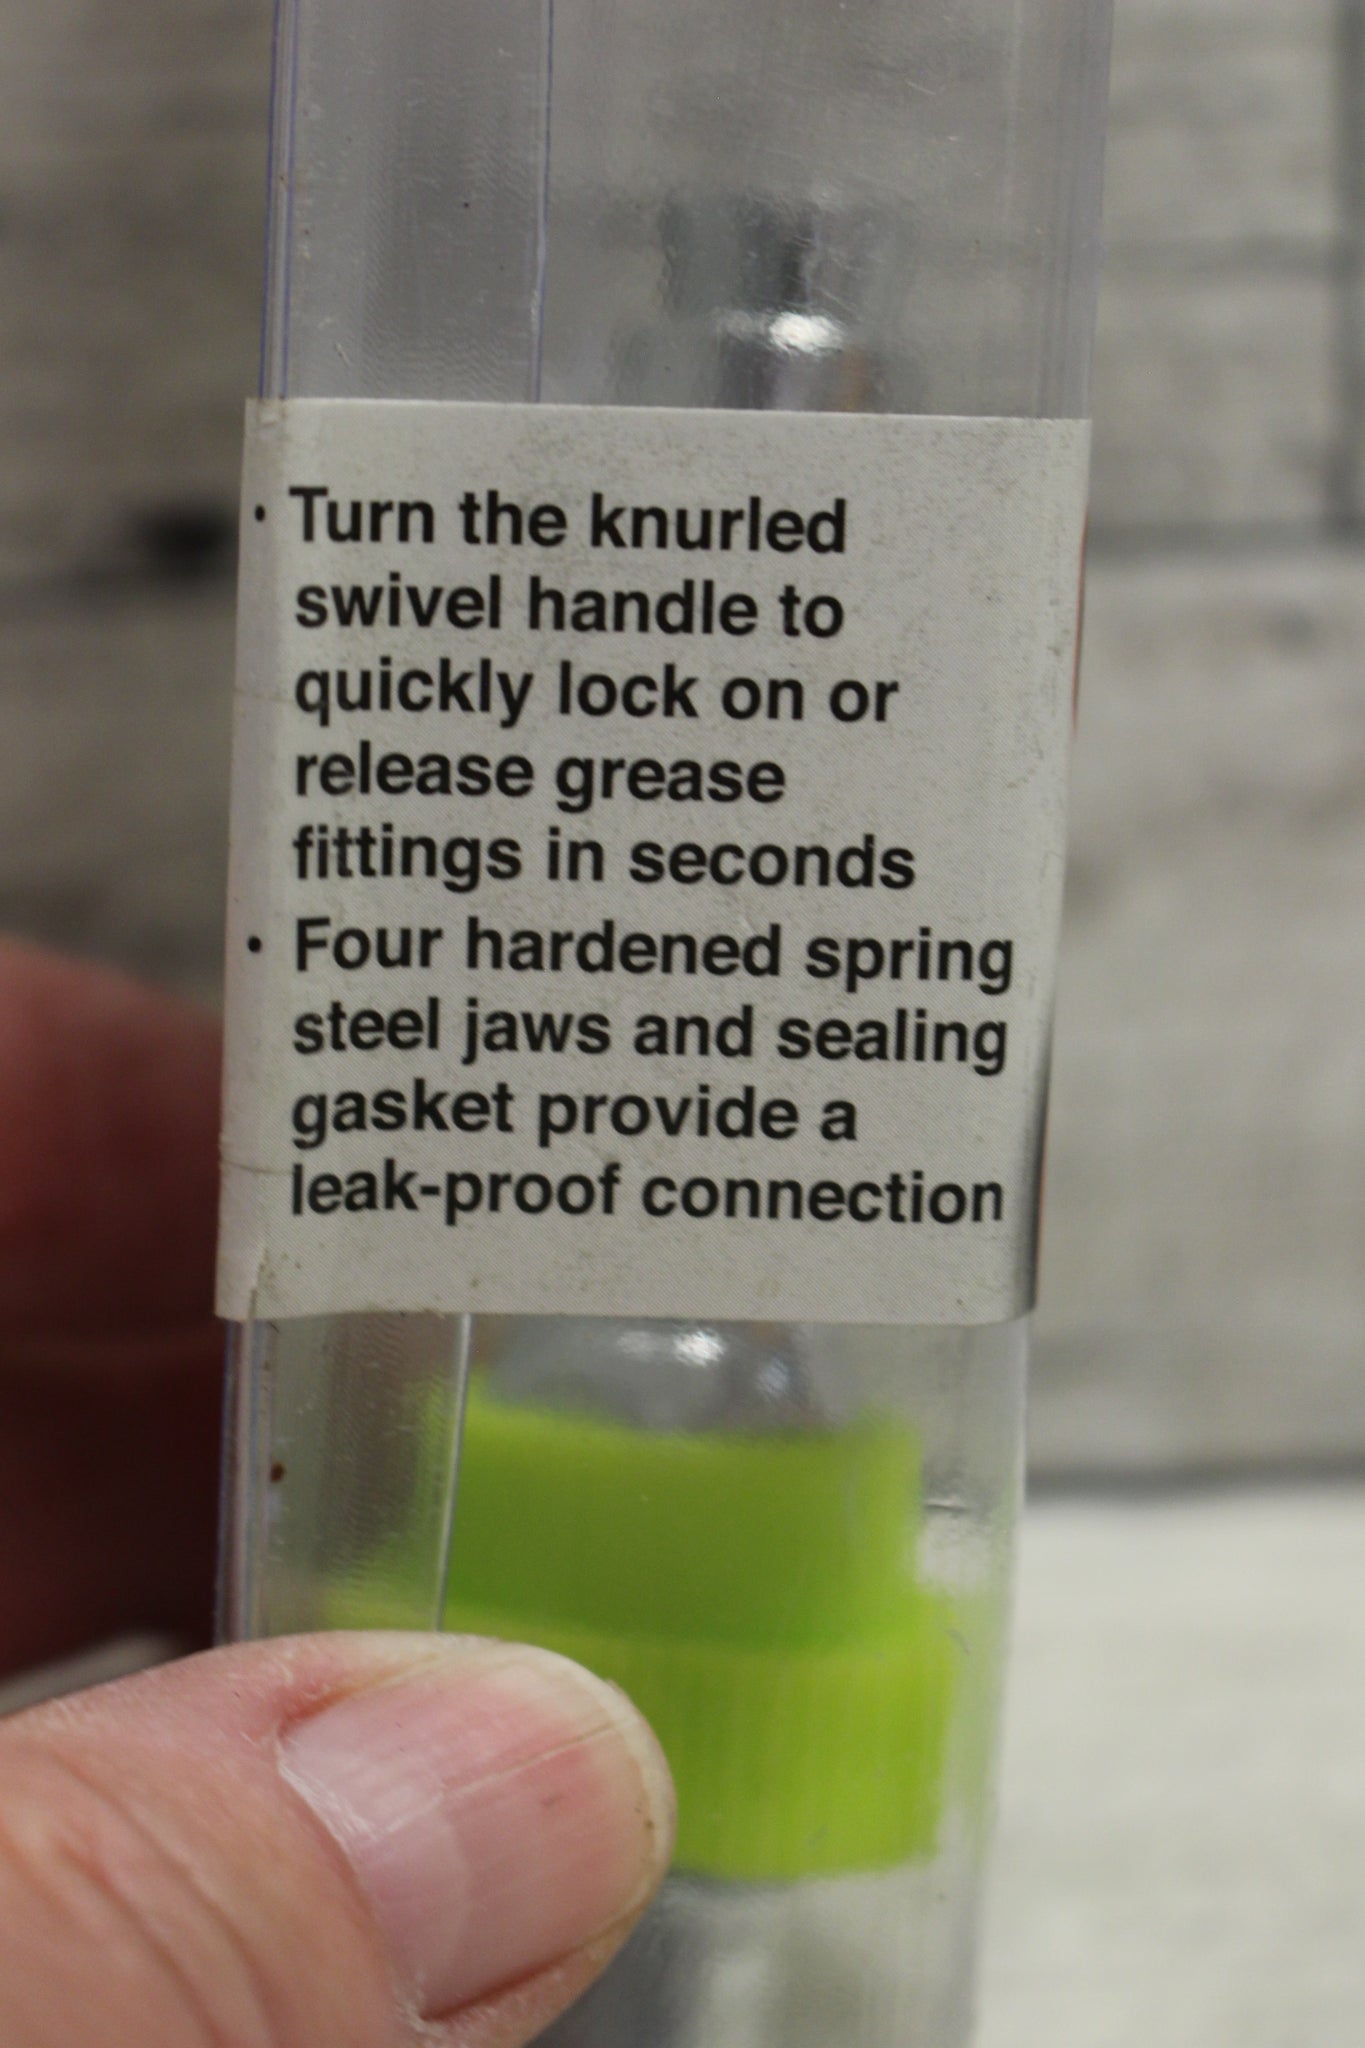 • Turn the knurled
swivel handle to
quickly lock on or
release grease
fittings in seconds
• Four hardened spring
steel jaws and sealing
gasket provide a
leak-proof connection